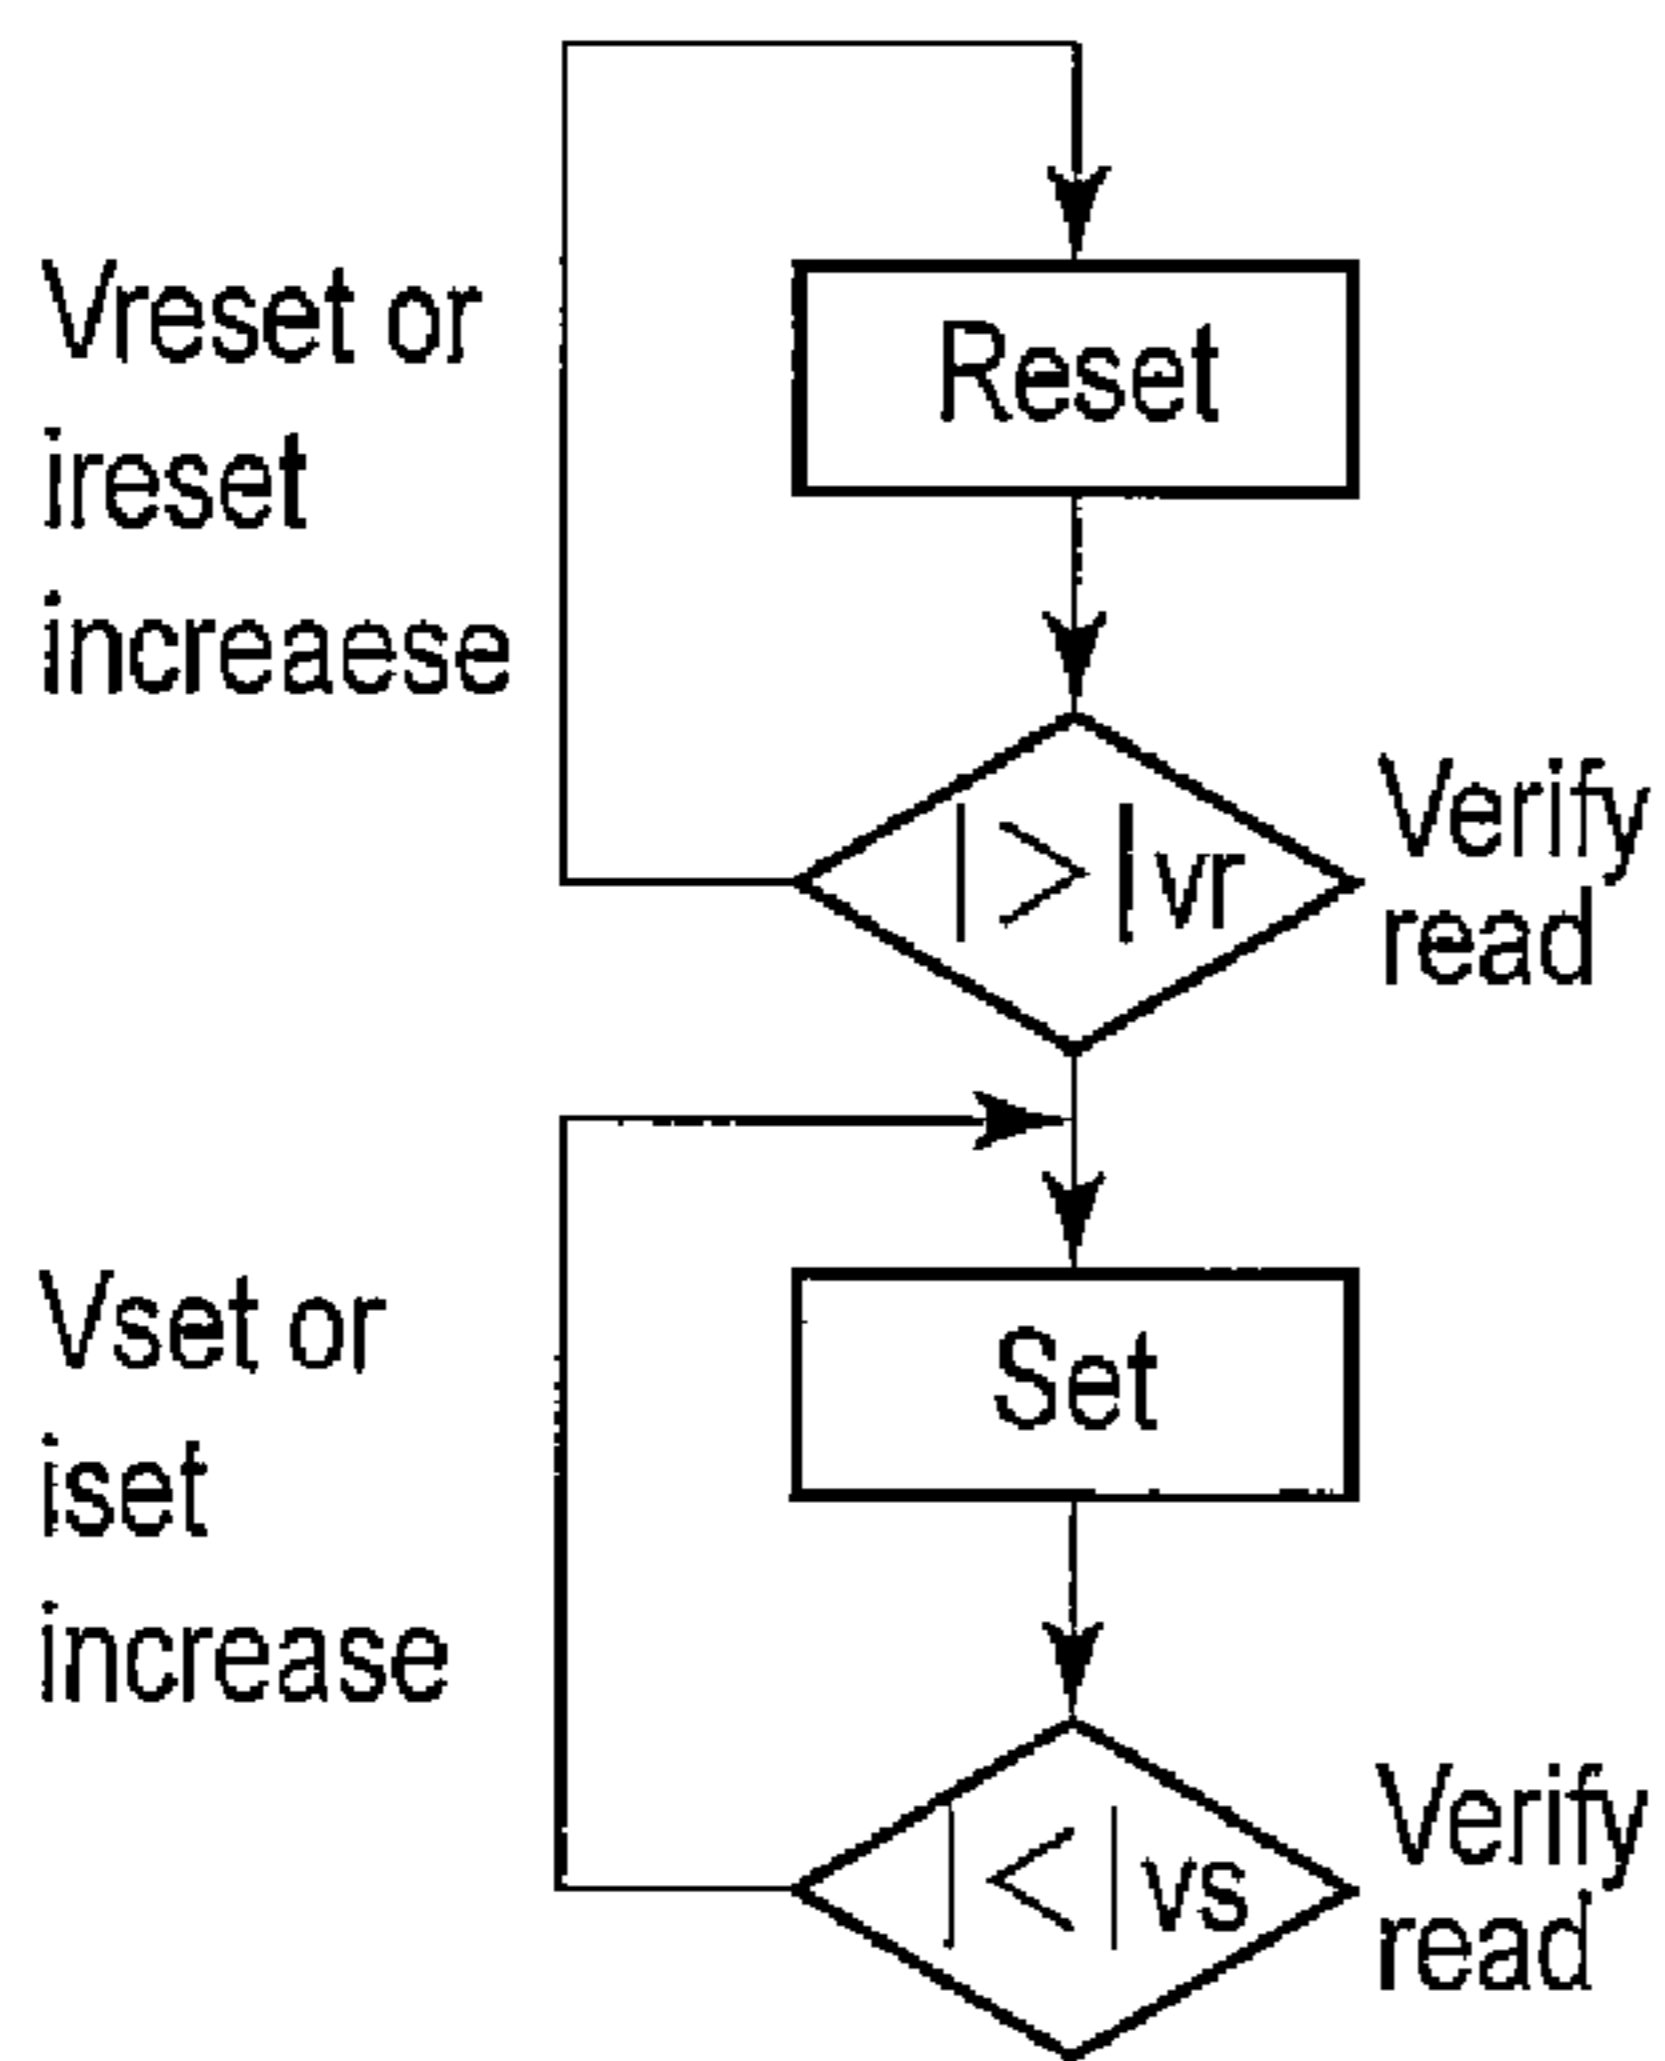 Vreset or
ireset
increaese
Reset
I > Ivr
Verify
read
Vset or
iset
increase
Set
I < Ivs
Verify
read